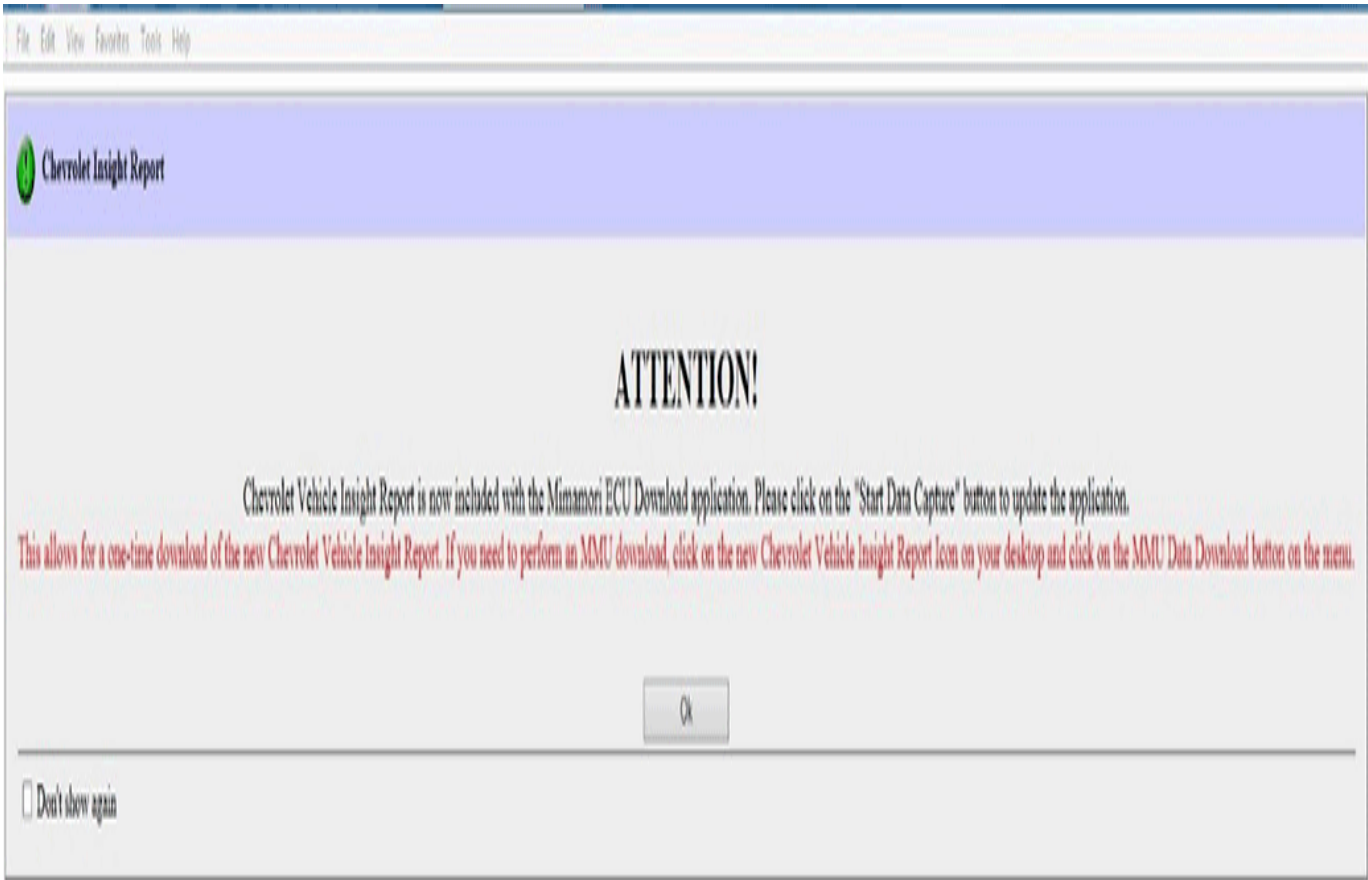 File Edit View Favorites Tools Help
Chevrolet Insight Report
ATTENTION!
Chevrolet Vehicle Insight Report is now included with the Mimamori ECU Download application. Please click on the "Start Data Capture" button to update the application.
This allows for a one-time download of the new Chevrolet Vehicle Insight Report. If you need to perform an MMU download, click on the new Chevrolet Vehicle Insight Report Icon on your desktop and click on the MMU Data Download button on the menu.
Ok
Don't show again